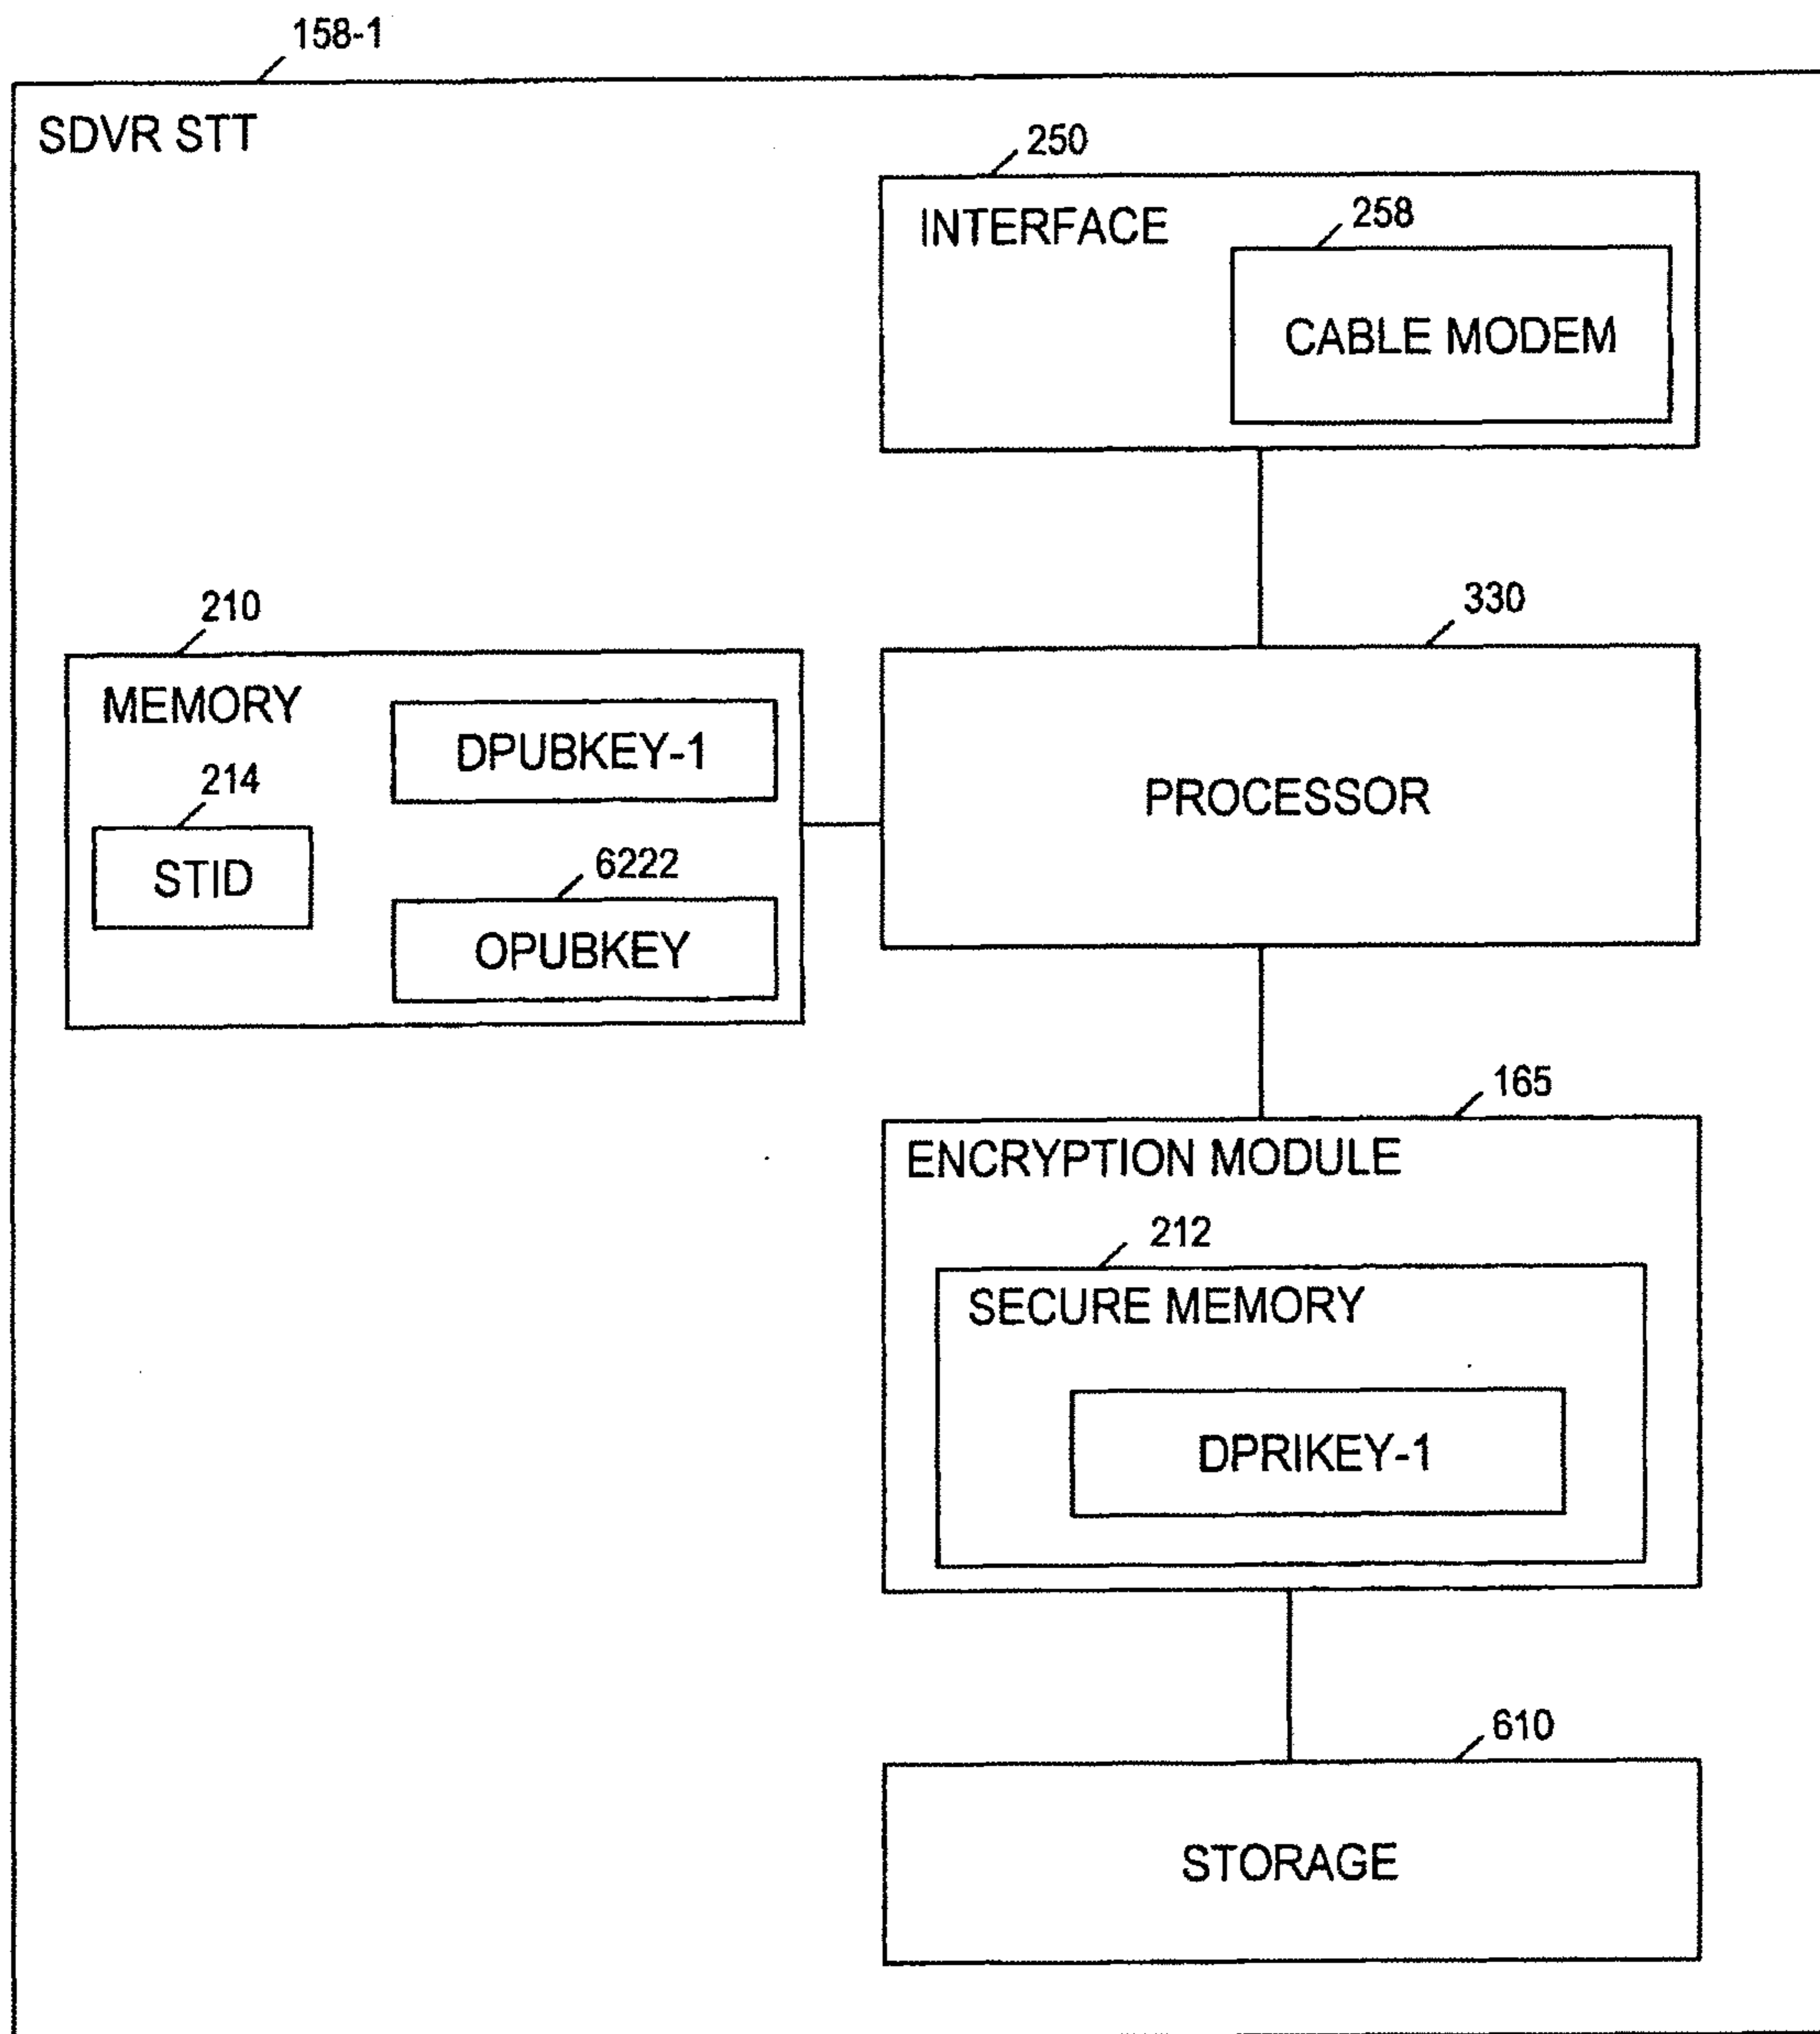 158-1
SDVR STT
250
INTERFACE
258
CABLE MODEM
210
330
MEMORY
DPUBKEY-1
PROCESSOR
214
STID
6222
OPUBKEY
165
ENCRYPTION MODULE
212
SECURE MEMORY
DPRIKEY-1
610
STORAGE